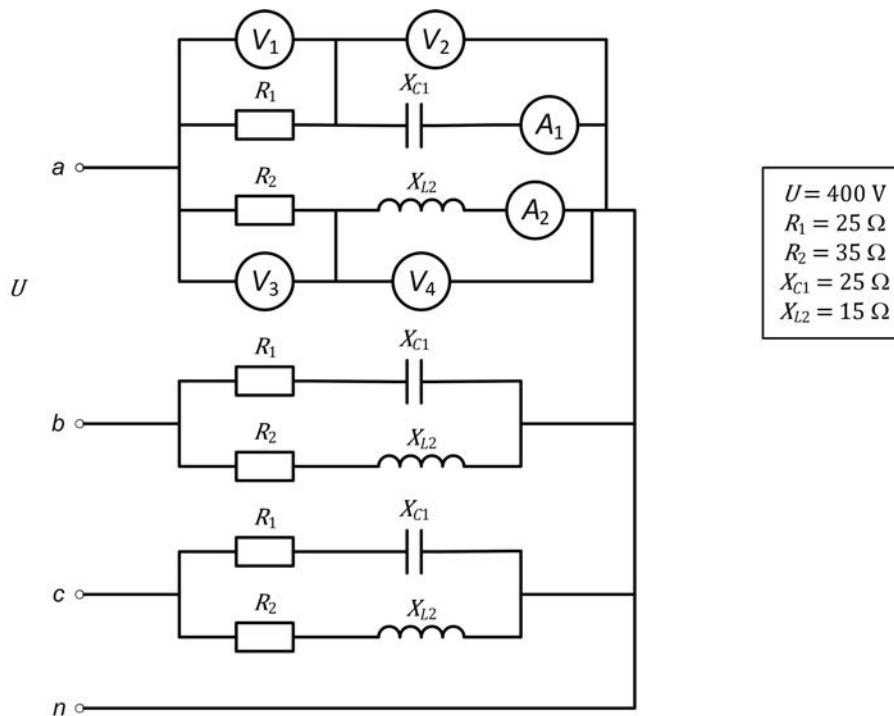 V1 V2
R1 XC1
A1
a
R2 XL2
A2
U = 400 V
R1 = 25 Ω
R2 = 35 Ω
XC1 = 25 Ω
XL2 = 15 Ω
U
V3 V4
R1 XC1
b
R2 XL2
R1 XC1
c
R2 XL2
n